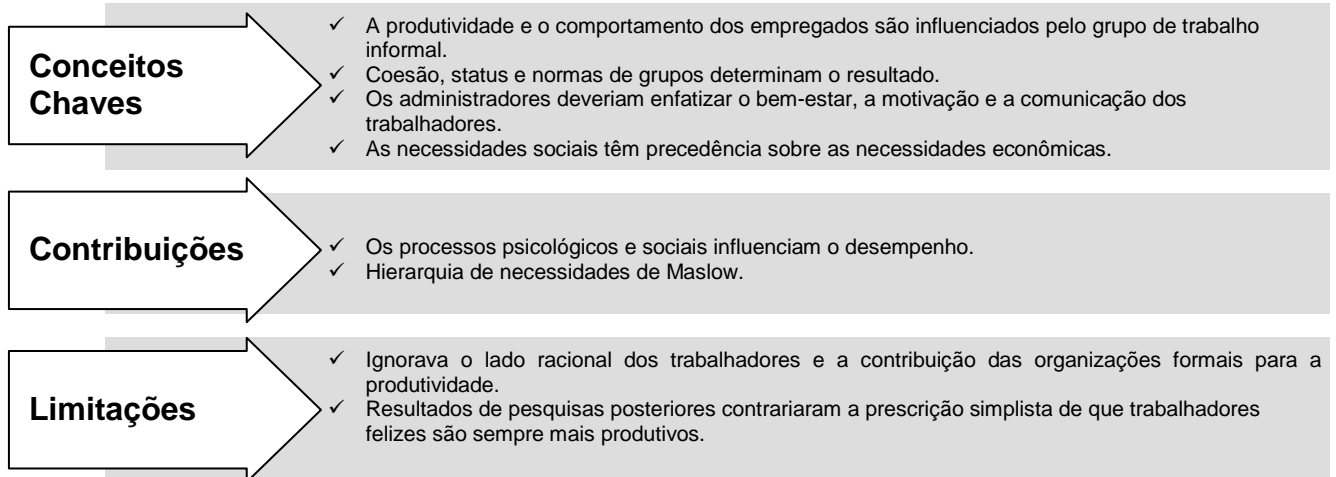 Conceitos
Chaves
✓ A produtividade e o comportamento dos empregados são influenciados pelo grupo de trabalho
informal.
✓ Coesão, status e normas de grupos determinam o resultado.
✓ Os administradores deveriam enfatizar o bem-estar, a motivação e a comunicação dos
trabalhadores.
✓ As necessidades sociais têm precedência sobre as necessidades econômicas.
Contribuições
✓ Os processos psicológicos e sociais influenciam o desempenho.
✓ Hierarquia de necessidades de Maslow.
Limitações
✓ Ignorava o lado racional dos trabalhadores e a contribuição das organizações formais para a
produtividade.
✓ Resultados de pesquisas posteriores contrariaram a prescrição simplista de que trabalhadores
felizes são sempre mais produtivos.